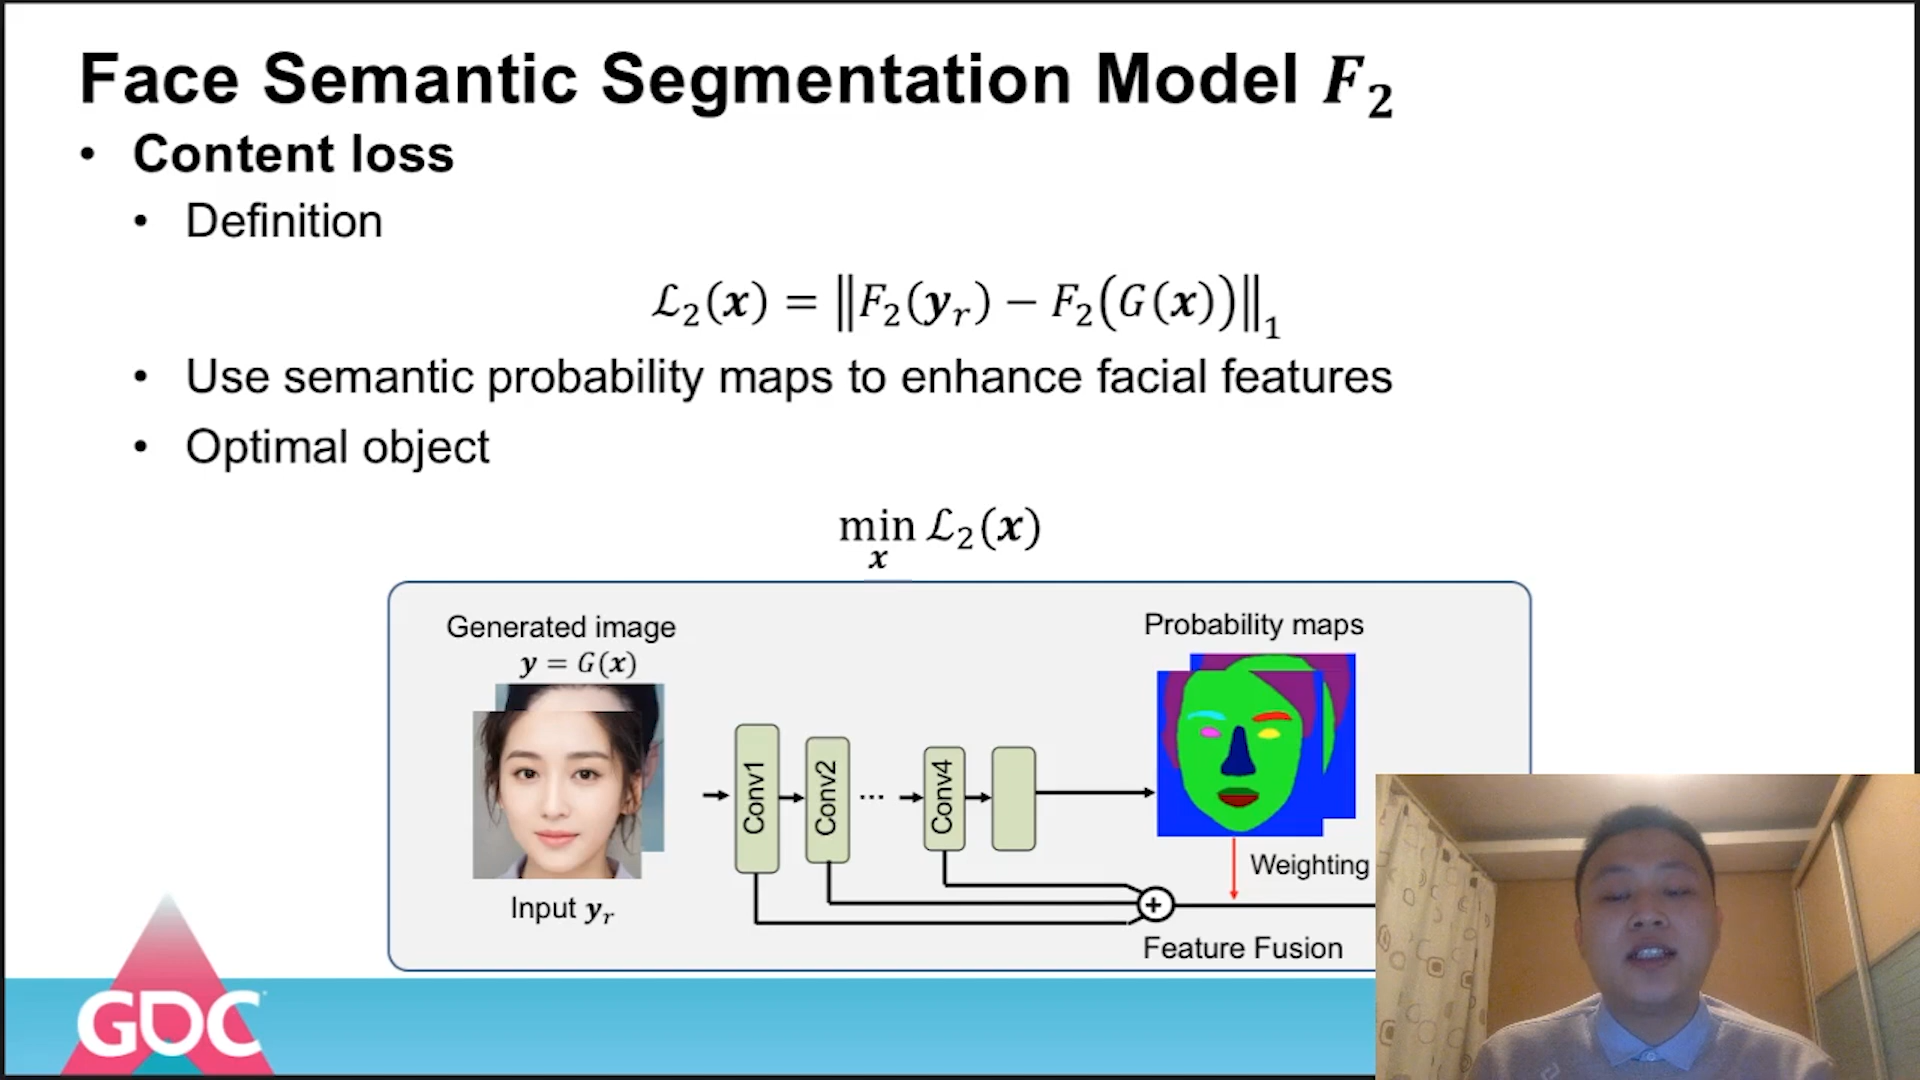 Face Semantic Segmentation Model F₂
• Content loss
• Definition
ℒ₂(x) = ‖F₂(yᵣ) − F₂(G(x))‖₁
• Use semantic probability maps to enhance facial features
• Optimal object
min ℒ₂(x)
x
Generated image
y = G(x)
Probability maps
Conv1
Conv2
...
Conv4
Weighting
Input yᵣ
+
Feature Fusion
GDC